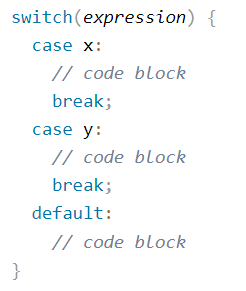 switch(expression) {
  case x:
    // code block
    break;
  case y:
    // code block
    break;
  default:
    // code block
}